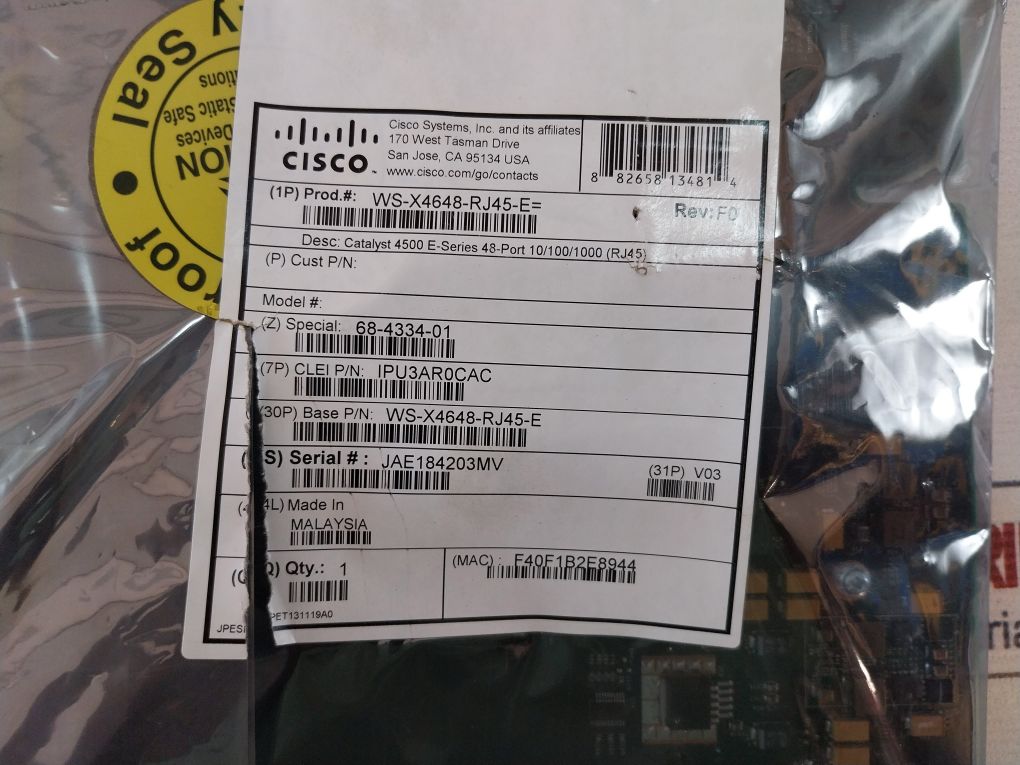 y Seal
Static Safe
Devices
roof
CISCO™
Cisco Systems, Inc. and its affiliates
170 West Tasman Drive
San Jose, CA 95134 USA
www.cisco.com/go/contacts
8 82658 13481 4
(1P) Prod.#: WS-X4648-RJ45-E=
Rev: F0
Desc: Catalyst 4500 E-Series 48-Port 10/100/1000 (RJ45)
(P) Cust P/N:
Model #:
(Z) Special: 68-4334-01
(7P) CLEI P/N: IPU3AR0CAC
(30P) Base P/N: WS-X4648-RJ45-E
S) Serial #: JAE184203MV
(31P) V03
4L) Made In
MALAYSIA
Q) Qty.: 1
(MAC): F40F1B2E8944
PET131119A0